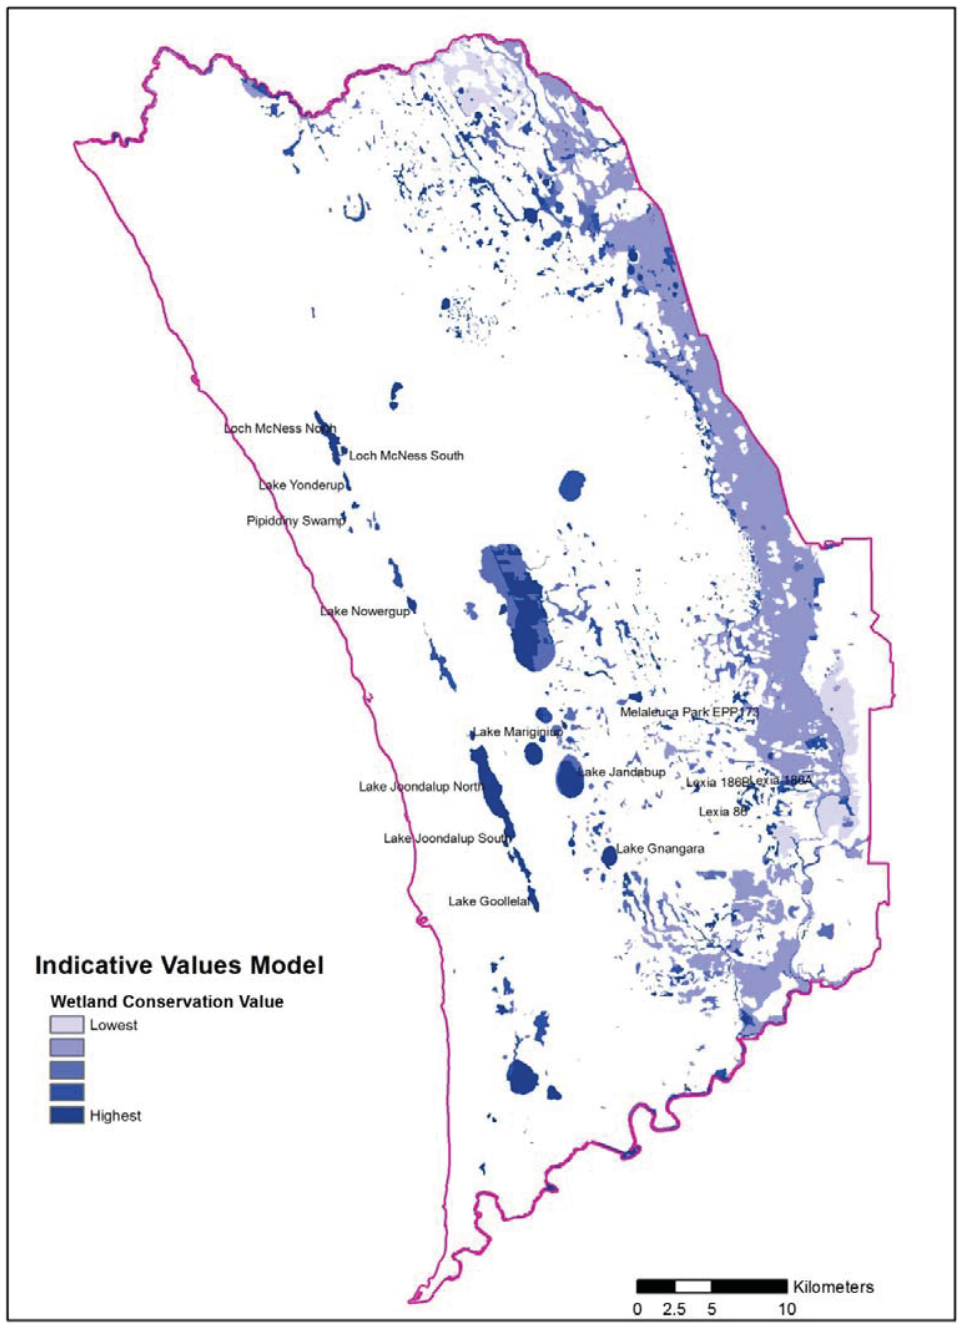 Loch McNess North
Loch McNess South
Lake Yonderup
Pipiddiny Swamp
Lake Nowergup
Melaleuca Park EPP173
Lake Mariginiup
Lake Jandabup
Lexia 186B
Lexia 186A
Lake Joondalup North
Lexia 86
Lake Joondalup South
Lake Gnangara
Lake Goollelal
Indicative Values Model
Wetland Conservation Value
Lowest
Highest
Kilometers
0 2.5 5 10